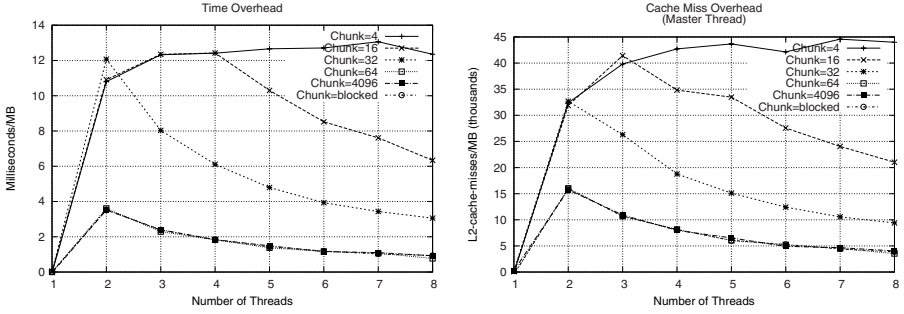 Time Overhead
14
12
10
8
6
4
2
0
Milliseconds/MB
1 2 3 4 5 6 7 8
Number of Threads
Chunk=4
Chunk=16
Chunk=32
Chunk=64
Chunk=4096
Chunk=blocked
Cache Miss Overhead
(Master Thread)
45
40
35
30
25
20
15
10
5
0
L2-cache-misses/MB (thousands)
1 2 3 4 5 6 7 8
Number of Threads
Chunk=4
Chunk=16
Chunk=32
Chunk=64
Chunk=4096
Chunk=blocked